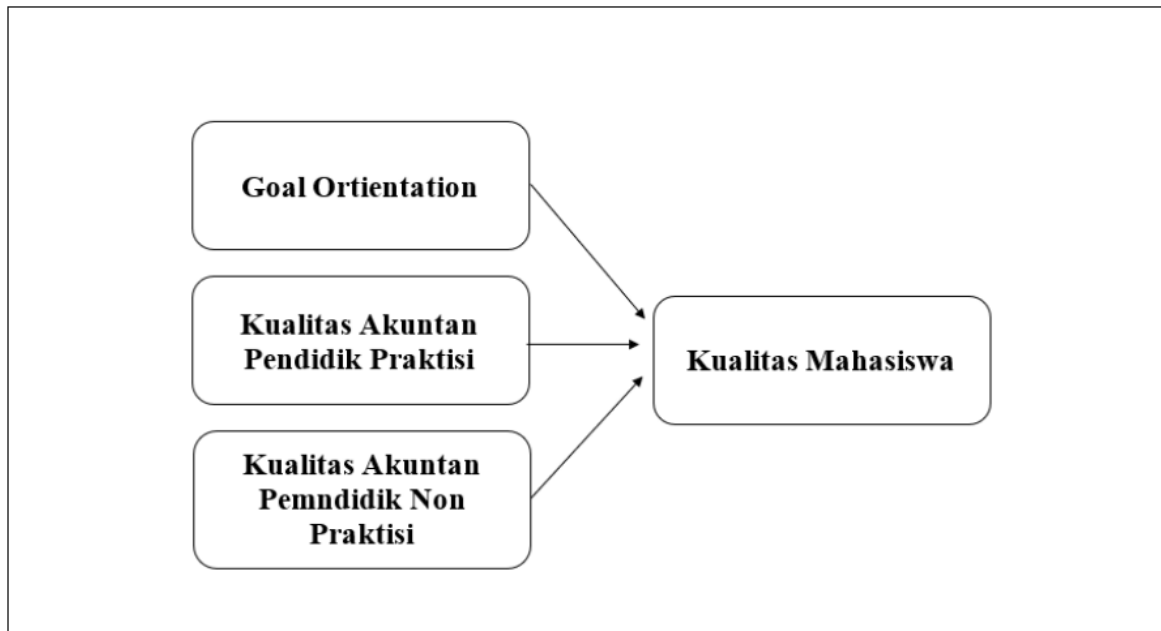 Goal Ortientation
Kualitas Akuntan
Pendidik Praktisi
Kualitas Akuntan
Pemndidik Non
Praktisi
Kualitas Mahasiswa